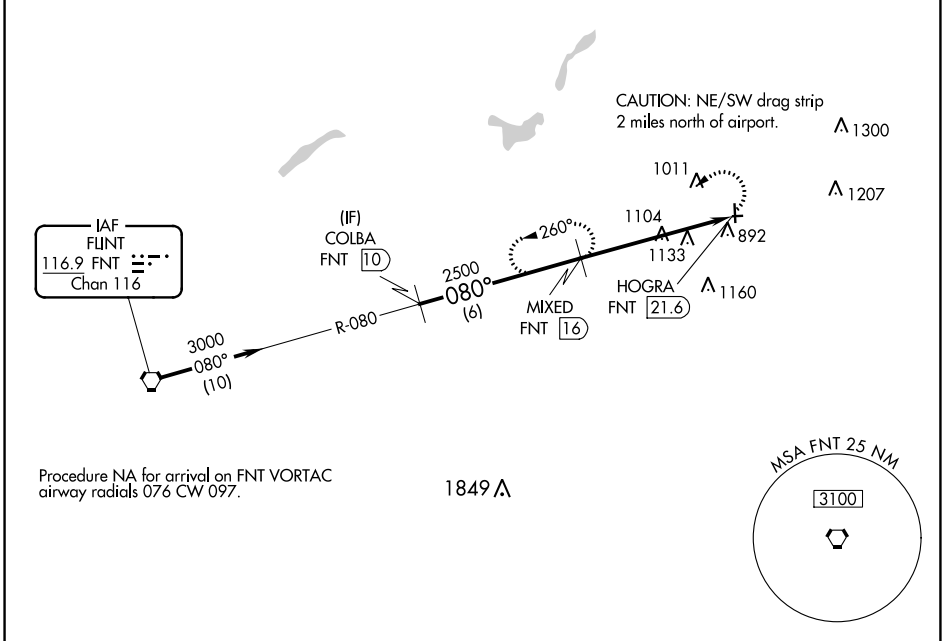 CAUTION: NE/SW drag strip
2 miles north of airport.
1300
1011
1207
IAF
FLINT
116.9 FNT
Chan 116
(IF)
COLBA
FNT 10
260°
1104
1133
892
2500
080°
(6)
MIXED
FNT 16
HOGRA
FNT 21.6
1160
R-080
3000
080°
(10)
Procedure NA for arrival on FNT VORTAC
airway radials 076 CW 097.
1849
MSA FNT 25 NM
3100